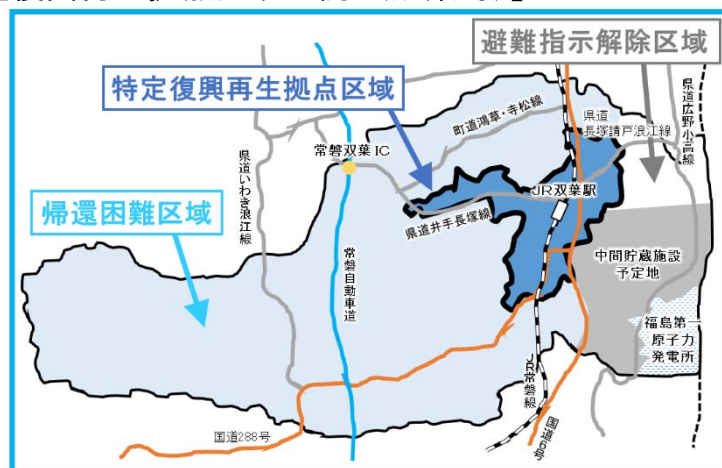 避難指示解除区域
特定復興再生拠点区域
県道広野小高線
町道鴻草・寺松線
県道
長塚請戸浪江線
常磐双葉IC
県道いわき浪江線
JR双葉駅
帰還困難区域
県道井手長塚線
中間貯蔵施設
予定地
常磐自動車道
福島第一
原子力
発電所
JR常磐線
国道6号
国道288号